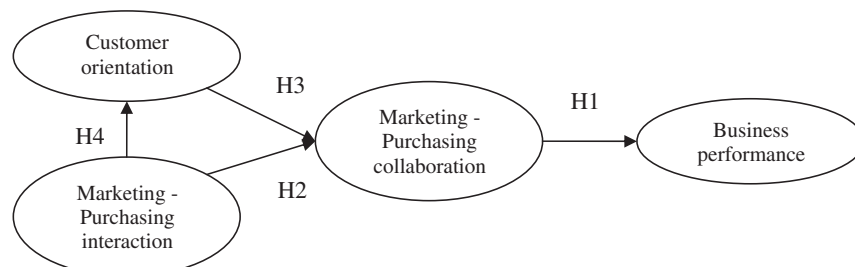 Customer
orientation
H3
H4
Marketing -
Purchasing
collaboration
H1
Business
performance
H2
Marketing -
Purchasing
interaction